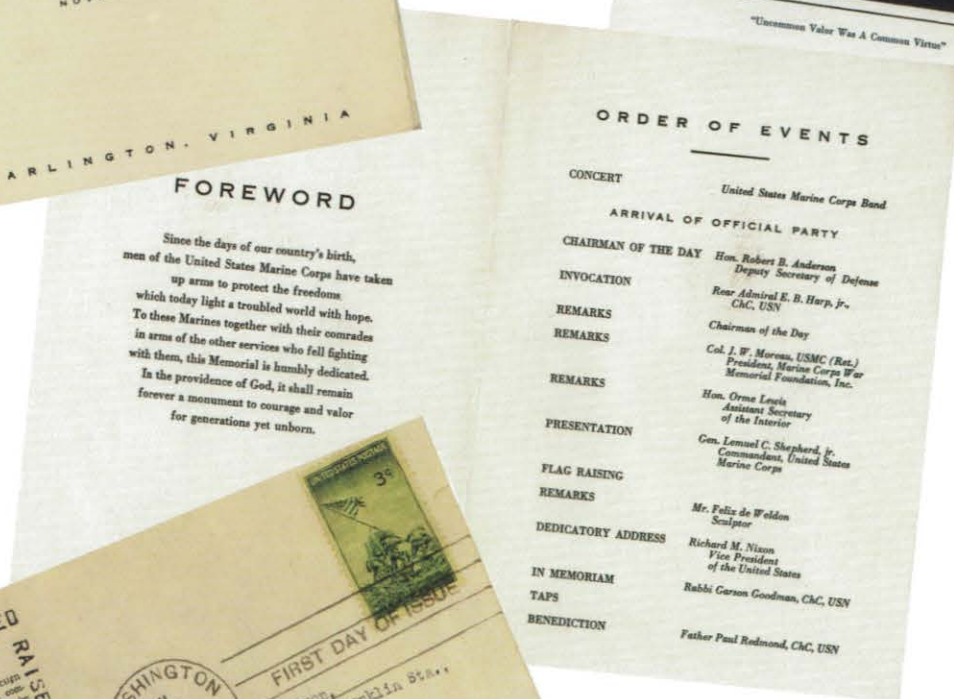 "Uncommon Valor Was A Common Virtue"
ARLINGTON, VIRGINIA
FOREWORD
Since the days of our country's birth,
men of the United States Marine Corps have taken
up arms to protect the freedoms
which today light a troubled world with hope.
To these Marines together with their comrades
in arms of the other services who fell fighting
with them, this Memorial is humbly dedicated.
In the providence of God, it shall remain
forever a monument to courage and valor
for generations yet unborn.
ORDER OF EVENTS
CONCERT United States Marine Corps Band
ARRIVAL OF OFFICIAL PARTY
CHAIRMAN OF THE DAY Hon. Robert B. Anderson
Deputy Secretary of Defense
INVOCATION Rear Admiral E. B. Harp, jr.,
ChC, USN
REMARKS Chairman of the Day
REMARKS Col. J. W. Moreau, USMC (Ret.)
President, Marine Corps War
Memorial Foundation, Inc.
REMARKS Hon. Orme Lewis
Assistant Secretary
of the Interior
PRESENTATION Gen. Lemuel C. Shepherd, jr.
Commandant, United States
Marine Corps
FLAG RAISING
REMARKS Mr. Felix de Weldon
Sculptor
DEDICATORY ADDRESS Richard M. Nixon
Vice President
of the United States
IN MEMORIAM Rabbi Garson Goodman, ChC, USN
TAPS
BENEDICTION Father Paul Redmond, ChC, USN
UNITED STATES POSTAGE
3¢
FIRST DAY OF ISSUE
SHINGTON
klin Sta.,
RAISE